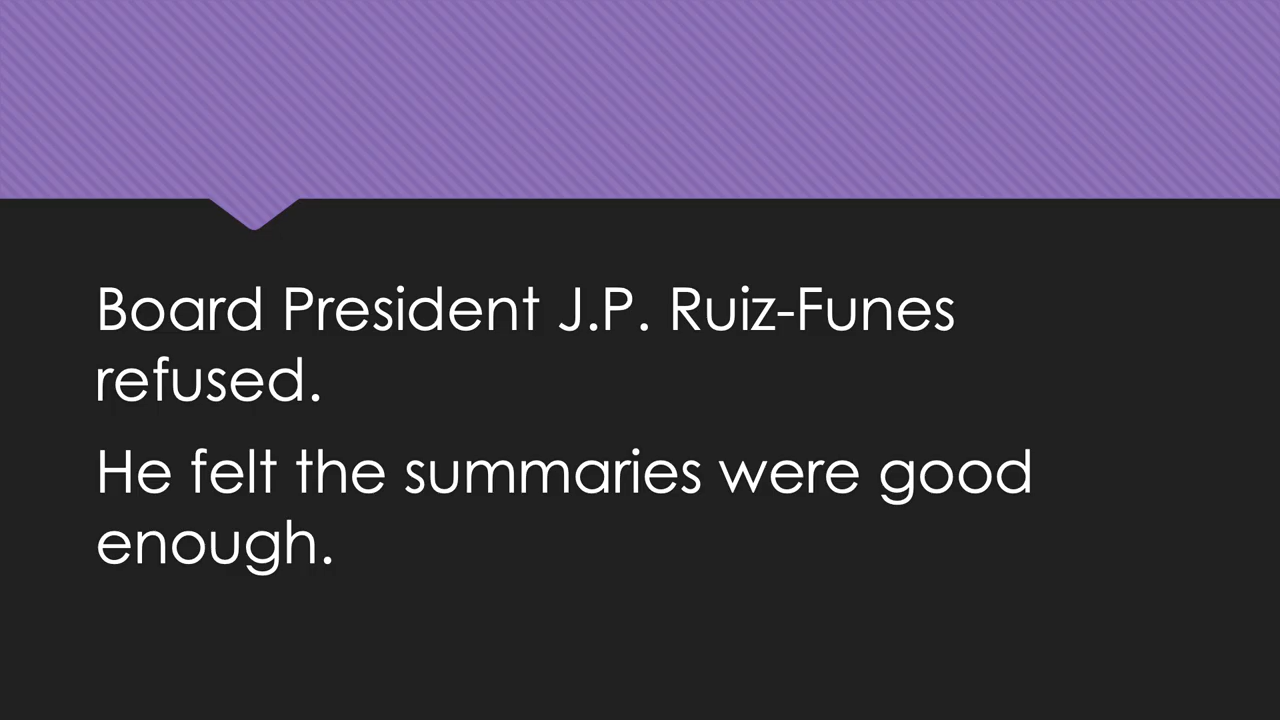 Board President J.P. Ruiz-Funes
refused.
He felt the summaries were good
enough.